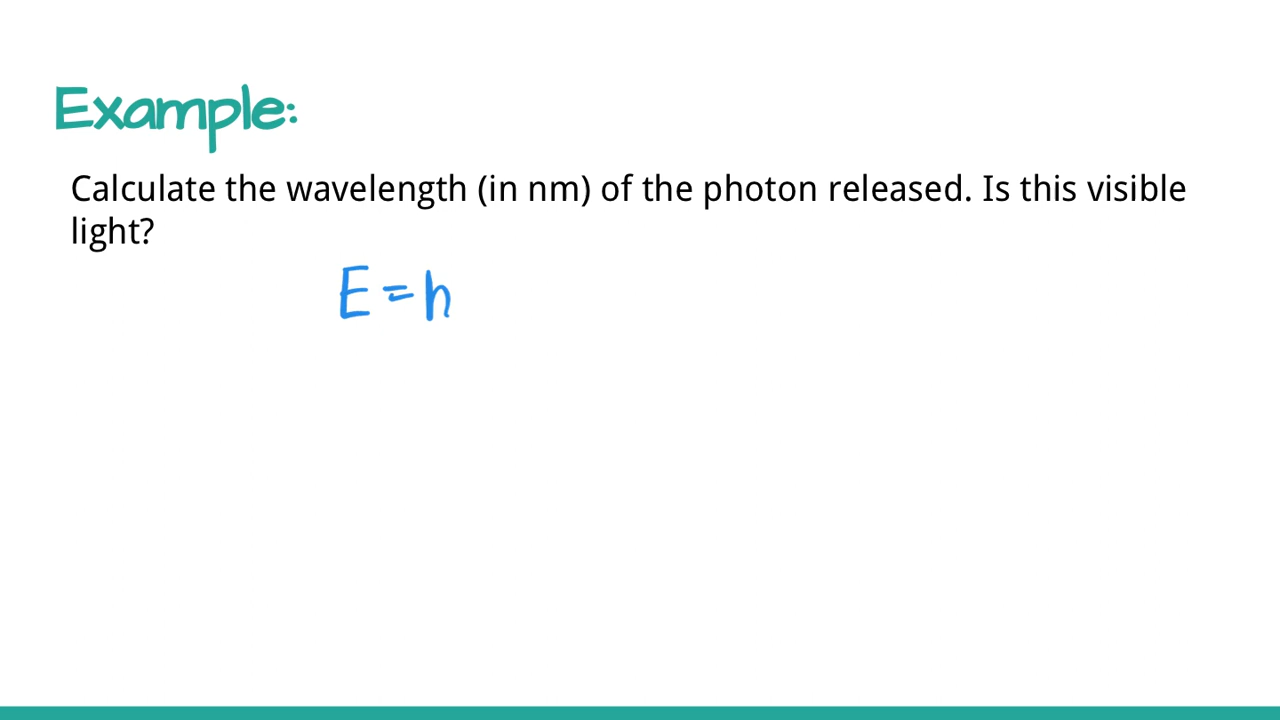 Example:
Calculate the wavelength (in nm) of the photon released. Is this visible
light?
E = h